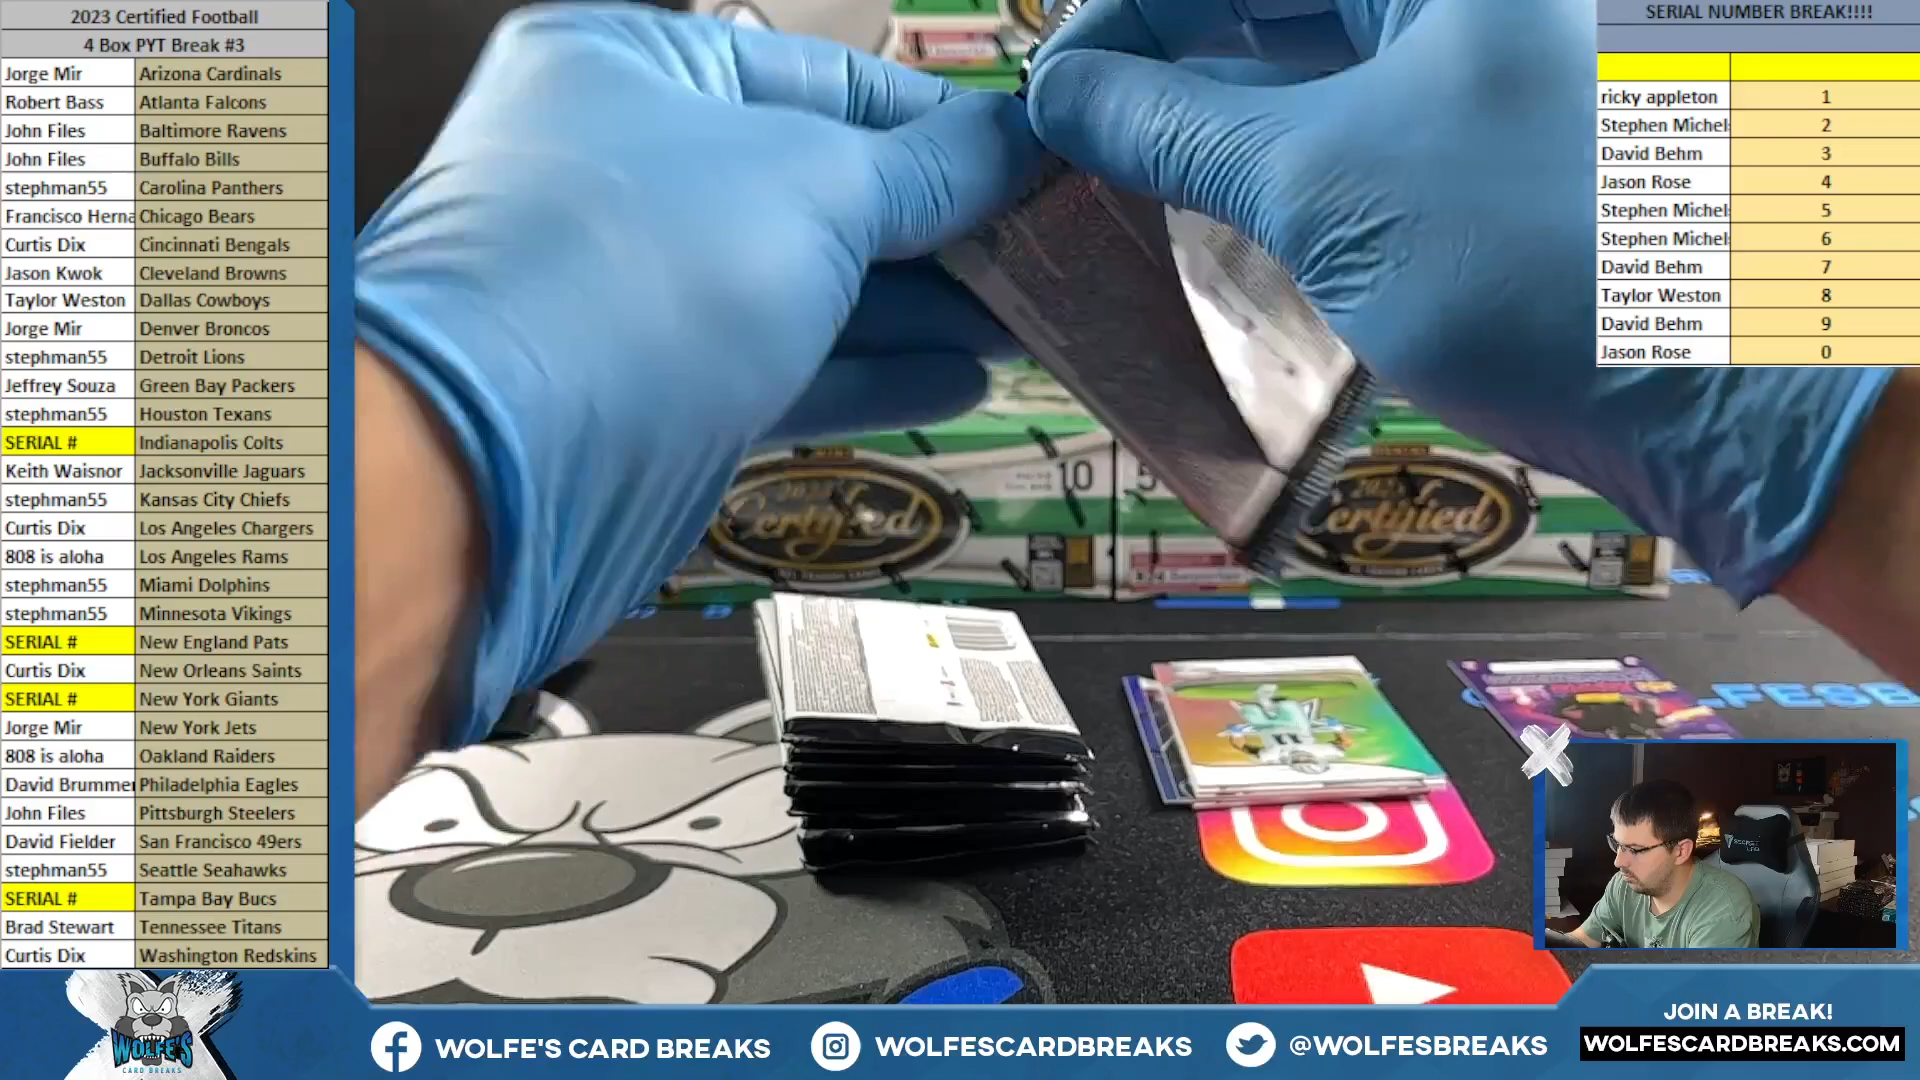 2023 Certified Football
4 Box PYT Break #3
Jorge Mir Arizona Cardinals
Robert Bass Atlanta Falcons
John Files Baltimore Ravens
John Files Buffalo Bills
stephman55 Carolina Panthers
Francisco Herna Chicago Bears
Curtis Dix Cincinnati Bengals
Jason Kwok Cleveland Browns
Taylor Weston Dallas Cowboys
Jorge Mir Denver Broncos
stephman55 Detroit Lions
Jeffrey Souza Green Bay Packers
stephman55 Houston Texans
SERIAL # Indianapolis Colts
Keith Waisnor Jacksonville Jaguars
stephman55 Kansas City Chiefs
Curtis Dix Los Angeles Chargers
808 is aloha Los Angeles Rams
stephman55 Miami Dolphins
stephman55 Minnesota Vikings
SERIAL # New England Pats
Curtis Dix New Orleans Saints
SERIAL # New York Giants
Jorge Mir New York Jets
808 is aloha Oakland Raiders
David Brummer Philadelphia Eagles
John Files Pittsburgh Steelers
David Fielder San Francisco 49ers
stephman55 Seattle Seahawks
SERIAL # Tampa Bay Bucs
Brad Stewart Tennessee Titans
Curtis Dix Washington Redskins
SERIAL NUMBER BREAK!!!!
ricky appleton 1
Stephen Michel 2
David Behm 3
Jason Rose 4
Stephen Michel 5
Stephen Michel 6
David Behm 7
Taylor Weston 8
David Behm 9
Jason Rose 0
10
5
Certified
Certified
WOLFESB
WOLFE'S
CARD BREAKS
WOLFE'S CARD BREAKS
WOLFESCARDBREAKS
@WOLFESBREAKS
JOIN A BREAK!
WOLFESCARDBREAKS.COM